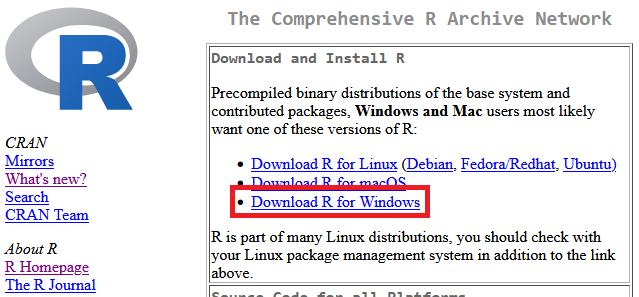 The Comprehensive R Archive Network
R
CRAN
Mirrors
What's new?
Search
CRAN Team
About R
R Homepage
The R Journal
Download and Install R
Precompiled binary distributions of the base system and
contributed packages, Windows and Mac users most likely
want one of these versions of R:
• Download R for Linux (Debian, Fedora/Redhat, Ubuntu)
• Download R for macOS
• Download R for Windows
R is part of many Linux distributions, you should check with
your Linux package management system in addition to the link
above.
Source Code for all Platforms